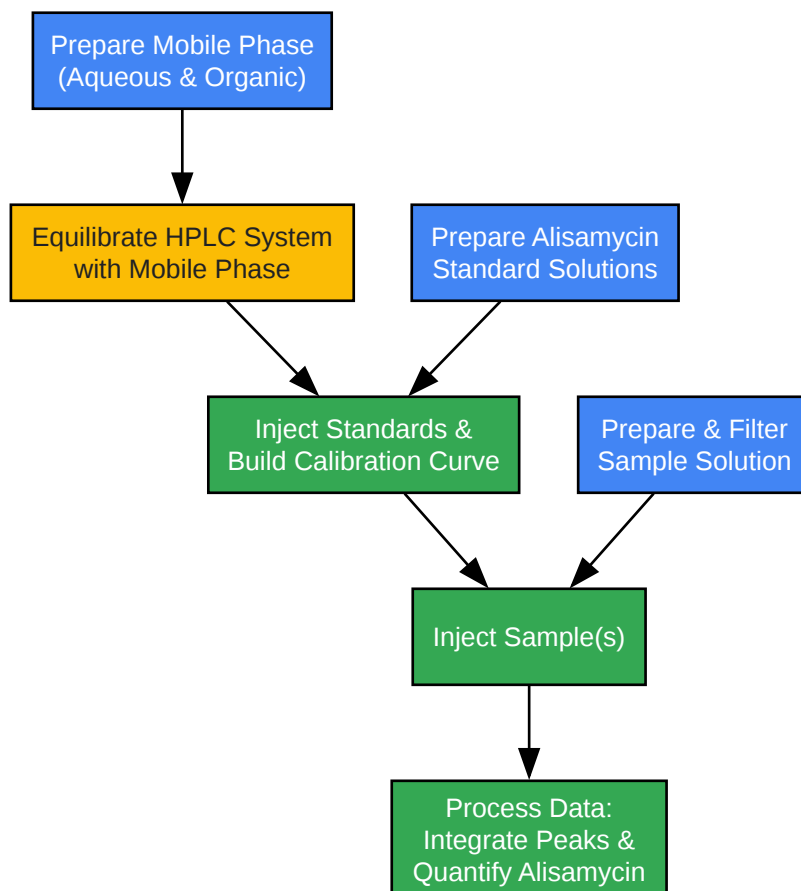 Prepare Mobile Phase
(Aqueous & Organic)
Equilibrate HPLC System
with Mobile Phase
Prepare Alisamycin
Standard Solutions
Inject Standards &
Build Calibration Curve
Prepare & Filter
Sample Solution
Inject Sample(s)
Process Data:
Integrate Peaks &
Quantify Alisamycin